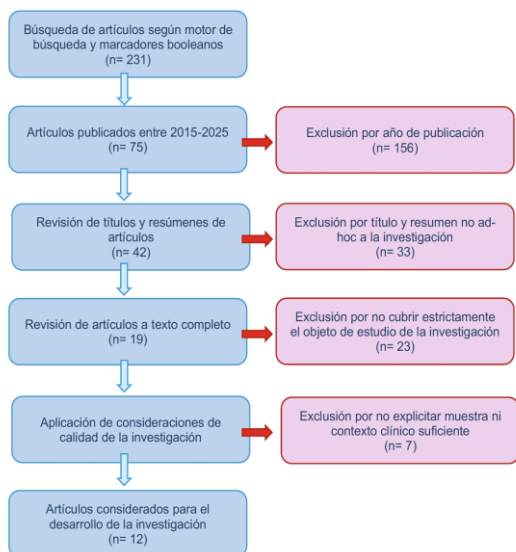 Búsqueda de artículos según motor de
búsqueda y marcadores booleanos
(n= 231)
Artículos publicados entre 2015-2025
(n= 75)
Exclusión por año de publicación
(n= 156)
Revisión de títulos y resúmenes de
artículos
(n= 42)
Exclusión por título y resumen no ad-
hoc a la investigación
(n= 33)
Revisión de artículos a texto completo
(n= 19)
Exclusión por no cubrir estrictamente
el objeto de estudio de la investigación
(n= 23)
Aplicación de consideraciones de
calidad de la investigación
Exclusión por no explicitar muestra ni
contexto clínico suficiente
(n= 7)
Artículos considerados para el
desarrollo de la investigación
(n= 12)